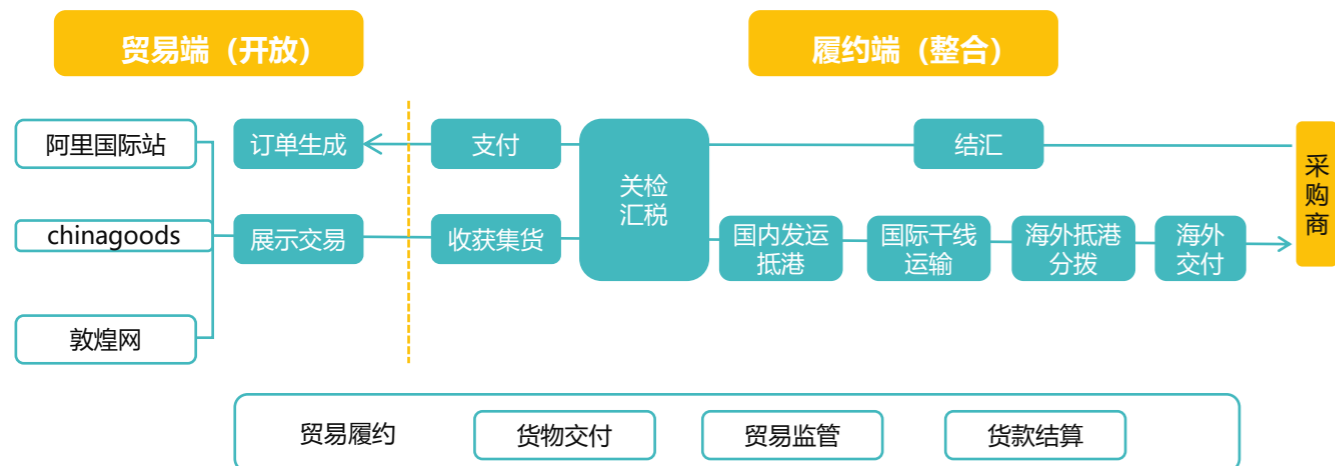 贸易端（开放）
履约端（整合）
阿里国际站
订单生成
支付
关检
汇税
结汇
采
购
商
chinagoods
展示交易
收获集货
国内发运
抵港
国际干线
运输
海外抵港
分拨
海外
交付
敦煌网
贸易履约
货物交付
贸易监管
货款结算